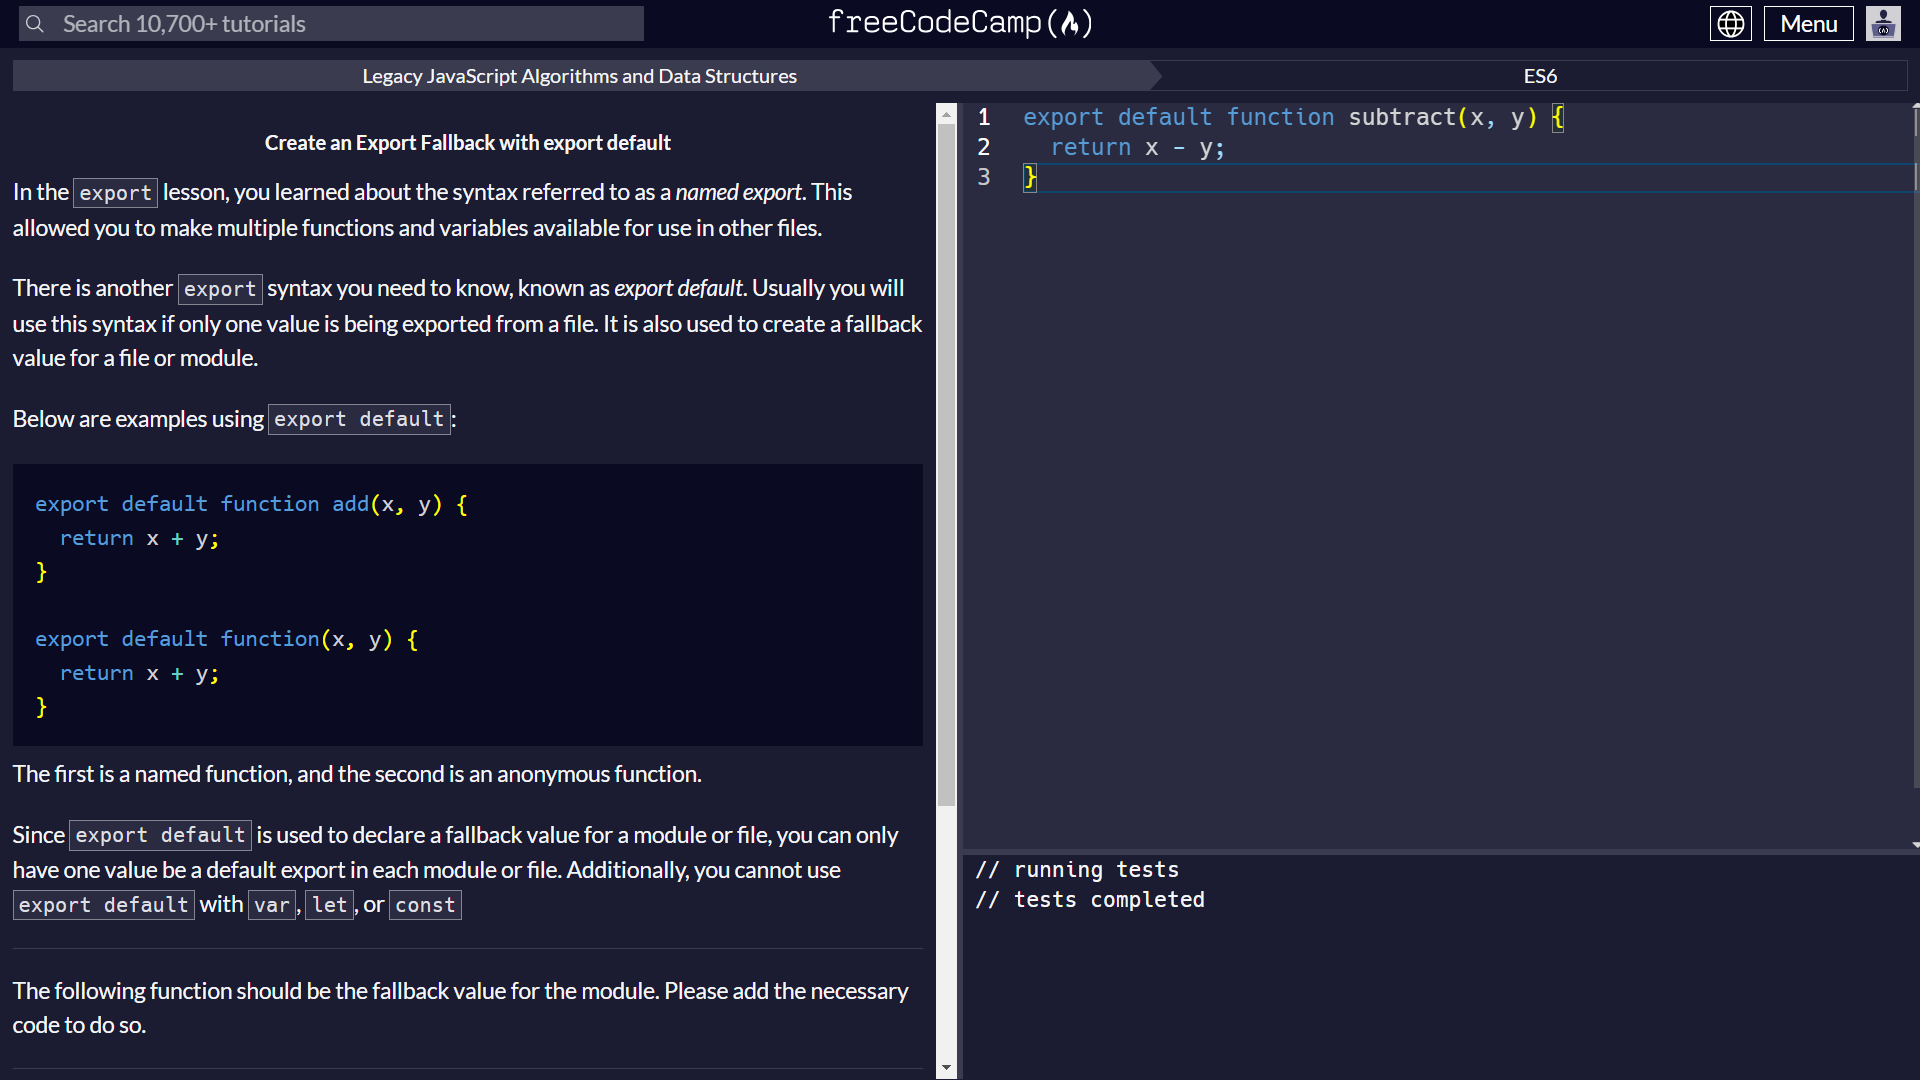 Search 10,700+ tutorials
freeCodeCamp
Menu
Legacy JavaScript Algorithms and Data Structures
ES6
Create an Export Fallback with export default
In the export lesson, you learned about the syntax referred to as a named export. This
allowed you to make multiple functions and variables available for use in other files.
There is another export syntax you need to know, known as export default. Usually you will
use this syntax if only one value is being exported from a file. It is also used to create a fallback
value for a file or module.
Below are examples using export default:
export default function add(x, y) {
  return x + y;
}
export default function(x, y) {
  return x + y;
}
The first is a named function, and the second is an anonymous function.
Since export default is used to declare a fallback value for a module or file, you can only
have one value be a default export in each module or file. Additionally, you cannot use
export default with var, let, or const
The following function should be the fallback value for the module. Please add the necessary
code to do so.
1 export default function subtract(x, y) {
2   return x - y;
3 }
// running tests
// tests completed